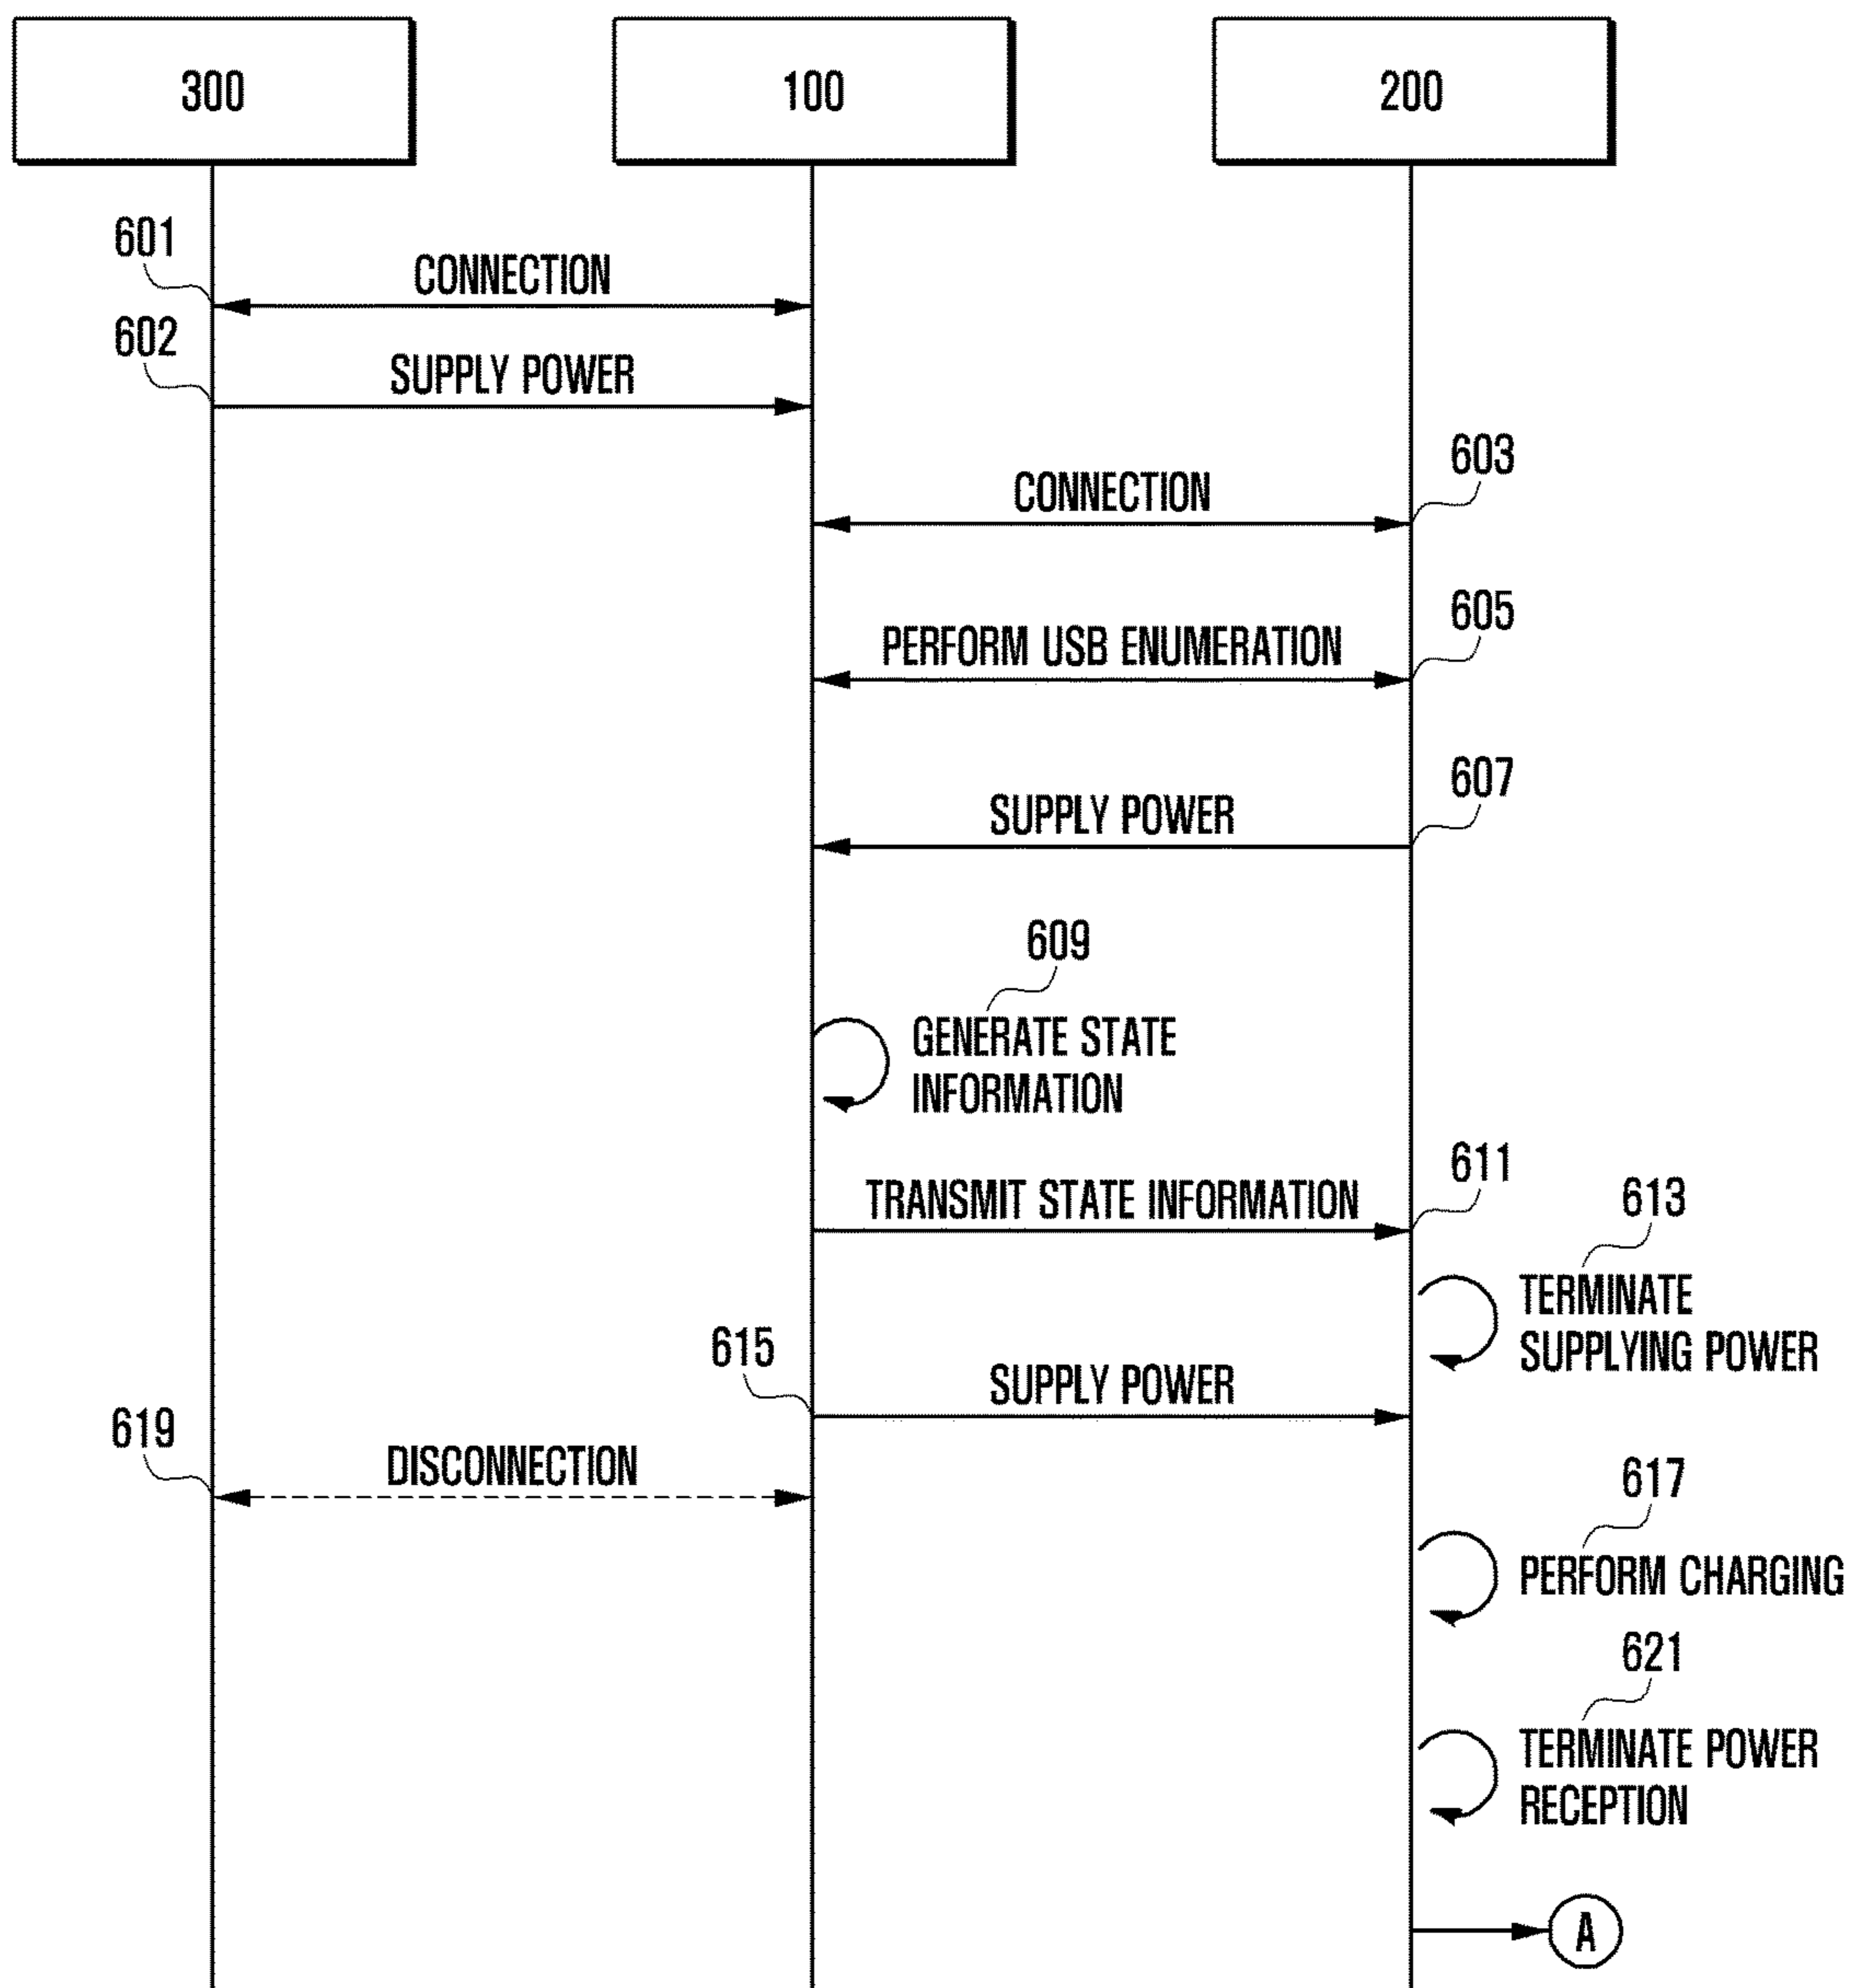 300
100
200
601
CONNECTION
602
SUPPLY POWER
603
CONNECTION
605
PERFORM USB ENUMERATION
607
SUPPLY POWER
609
GENERATE STATE
INFORMATION
611
TRANSMIT STATE INFORMATION
613
TERMINATE
SUPPLYING POWER
615
SUPPLY POWER
619
DISCONNECTION
617
PERFORM CHARGING
621
TERMINATE POWER
RECEPTION
A